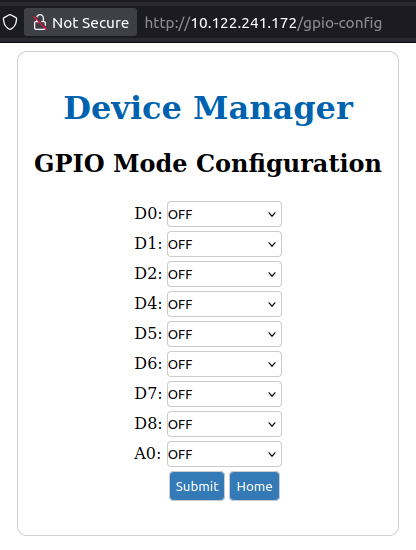 Not Secure http://10.122.241.172/gpio-config
Device Manager
GPIO Mode Configuration
D0: OFF
D1: OFF
D2: OFF
D4: OFF
D5: OFF
D6: OFF
D7: OFF
D8: OFF
A0: OFF
Submit Home